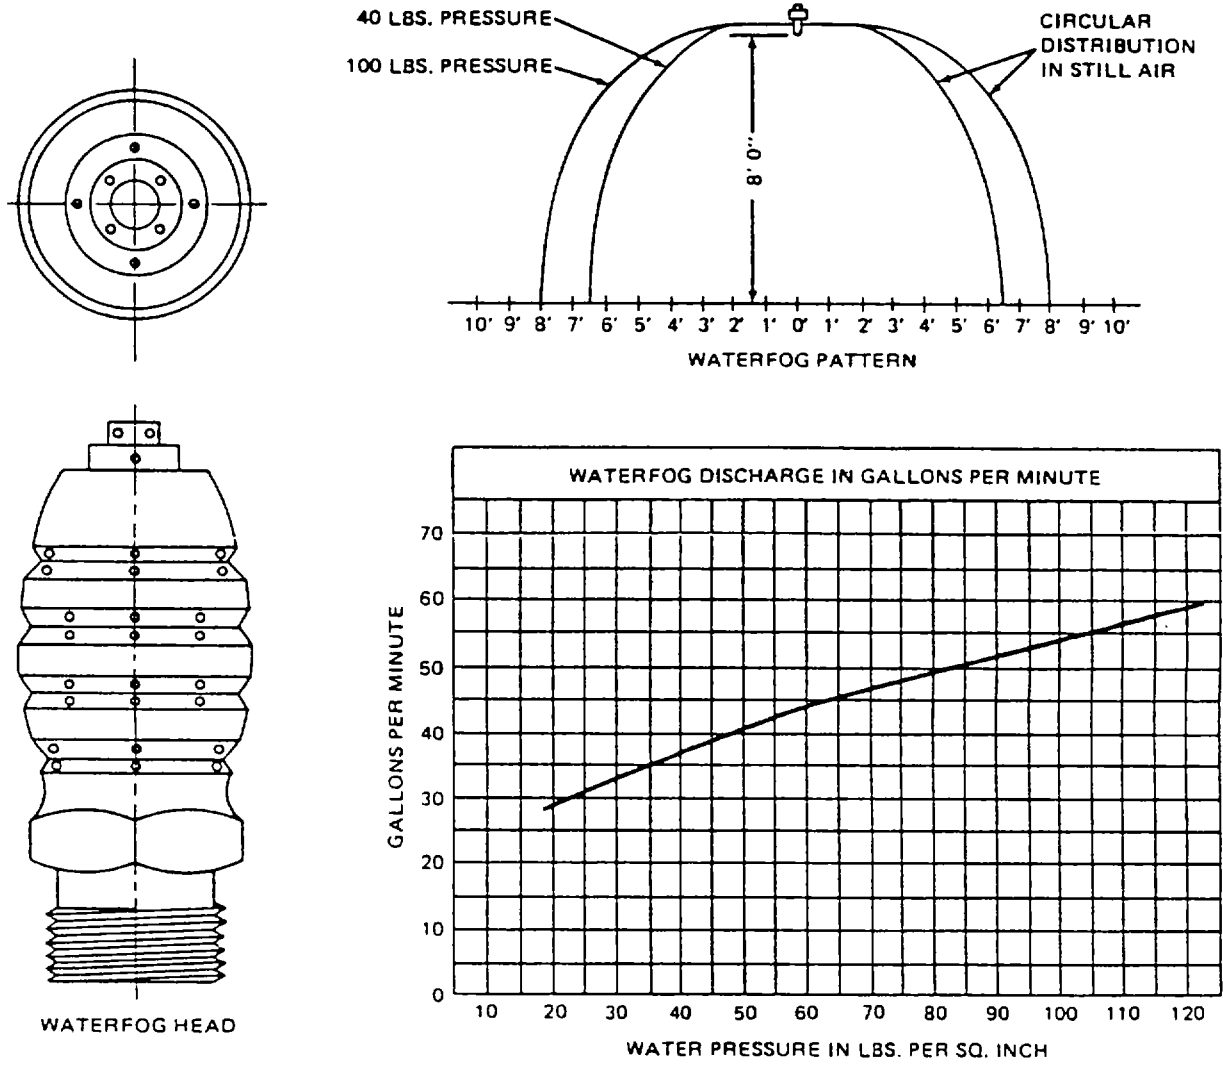 40 LBS. PRESSURE
100 LBS. PRESSURE
CIRCULAR
DISTRIBUTION
IN STILL AIR
8' 0"
10' 9' 8' 7' 6' 5' 4' 3' 2' 1' 0' 1' 2' 3' 4' 5' 6' 7' 8' 9' 10'
WATERFOG PATTERN
WATERFOG HEAD
WATERFOG DISCHARGE IN GALLONS PER MINUTE
GALLONS PER MINUTE
70
60
50
40
30
20
10
0
10 20 30 40 50 60 70 80 90 100 110 120
WATER PRESSURE IN LBS. PER SQ. INCH